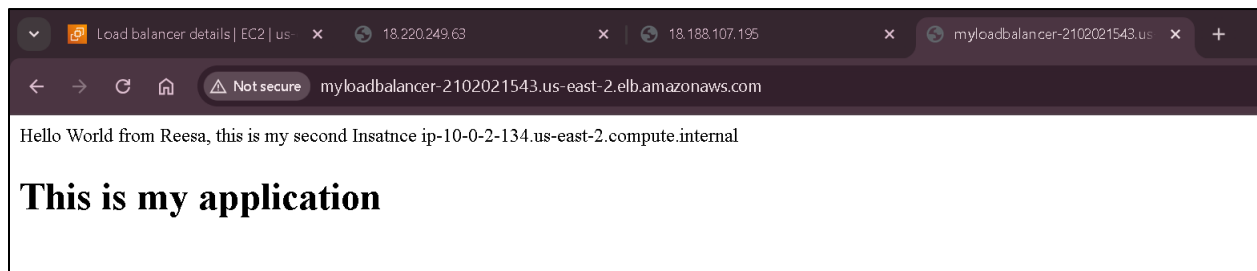 Load balancer details | EC2 | us-
18.220.249.63
18.188.107.195
myloadbalancer-2102021543.us
Not secure
myloadbalancer-2102021543.us-east-2.elb.amazonaws.com
Hello World from Reesa, this is my second Insatnce ip-10-0-2-134.us-east-2.compute.internal
This is my application